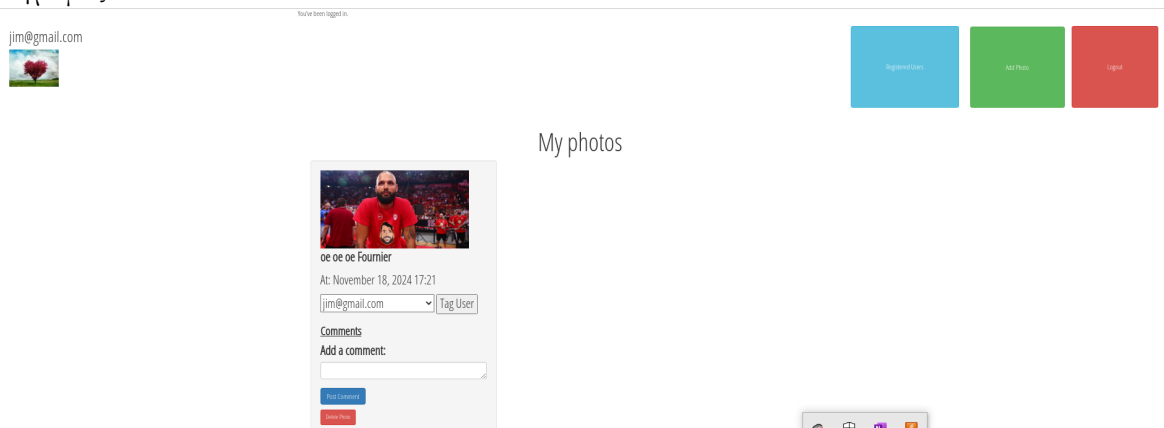 You've been logged in.
jim@gmail.com
Registered Users
Add Photo
Logout
My photos
oe oe oe Fournier
At: November 18, 2024 17:21
jim@gmail.com
Tag User
Comments
Add a comment:
Post Comment
Delete Photo